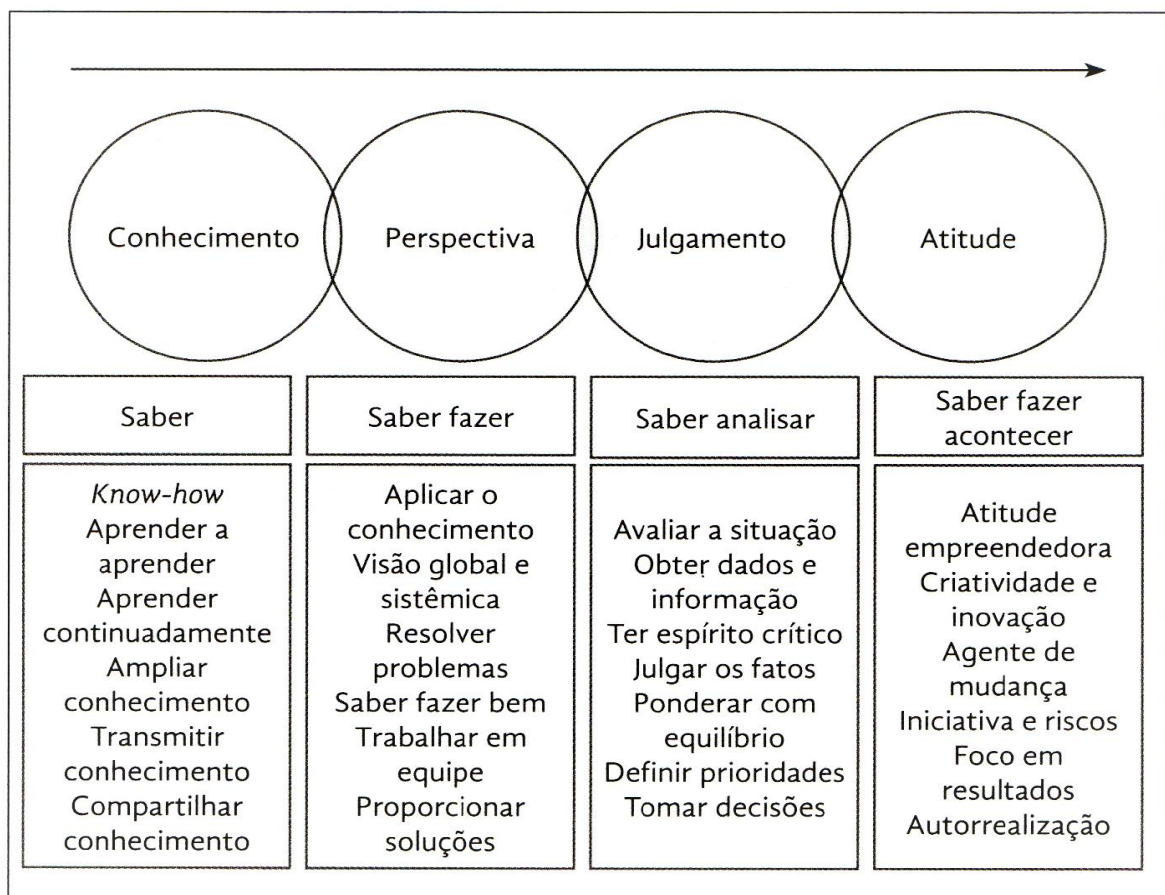 Conhecimento
Perspectiva
Julgamento
Atitude
Saber
Saber fazer
Saber analisar
Saber fazer
acontecer
Know-how
Aprender a
aprender
Aprender
continuadamente
Ampliar
conhecimento
Transmitir
conhecimento
Compartilhar
conhecimento
Aplicar o
conhecimento
Visão global e
sistêmica
Resolver
problemas
Saber fazer bem
Trabalhar em
equipe
Proporcionar
soluções
Avaliar a situação
Obter dados e
informação
Ter espírito crítico
Julgar os fatos
Ponderar com
equilíbrio
Definir prioridades
Tomar decisões
Atitude
empreendedora
Criatividade e
inovação
Agente de
mudança
Iniciativa e riscos
Foco em
resultados
Autorrealização